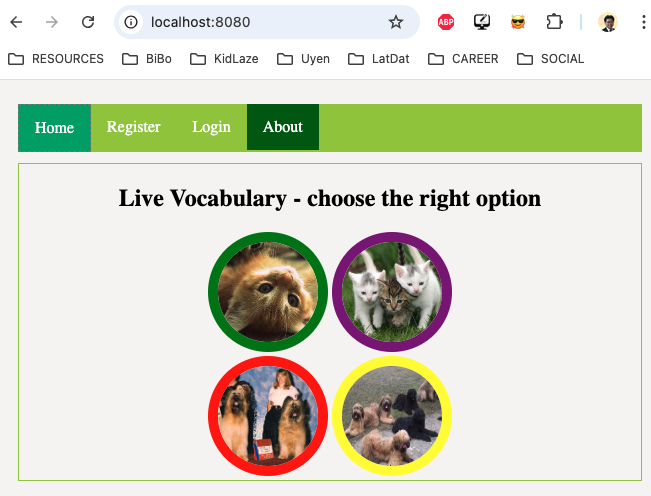 localhost:8080
ABP
RESOURCES BiBo KidLaze Uyen LatDat CAREER SOCIAL
Home Register Login About
Live Vocabulary - choose the right option